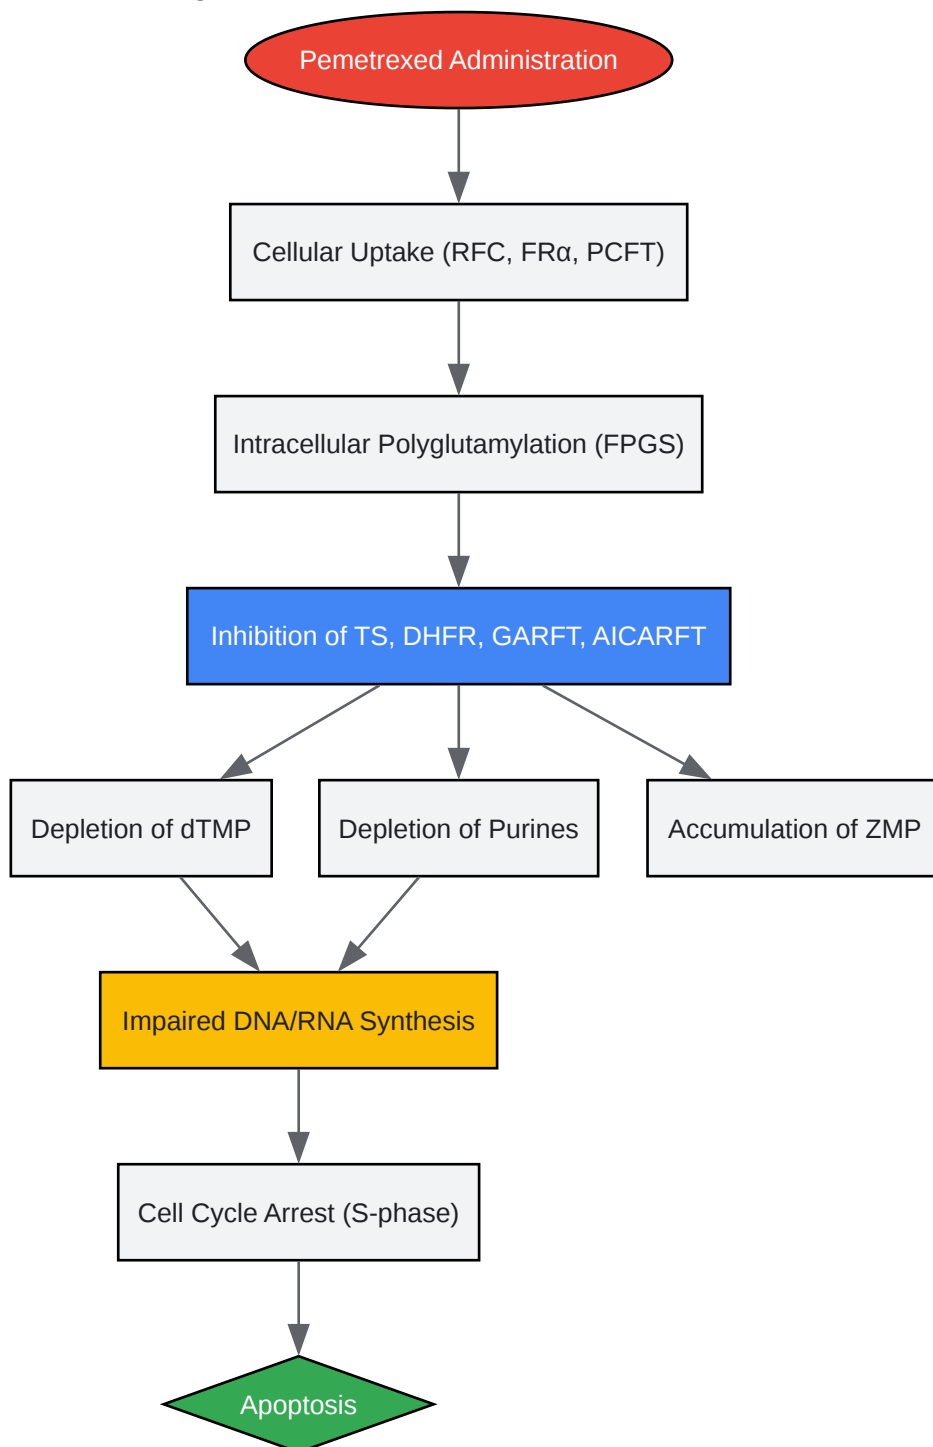 Pemetrexed Administration
Cellular Uptake (RFC, FRα, PCFT)
Intracellular Polyglutamylation (FPGS)
Inhibition of TS, DHFR, GARFT, AICARFT
Depletion of dTMP
Depletion of Purines
Accumulation of ZMP
Impaired DNA/RNA Synthesis
Cell Cycle Arrest (S-phase)
Apoptosis